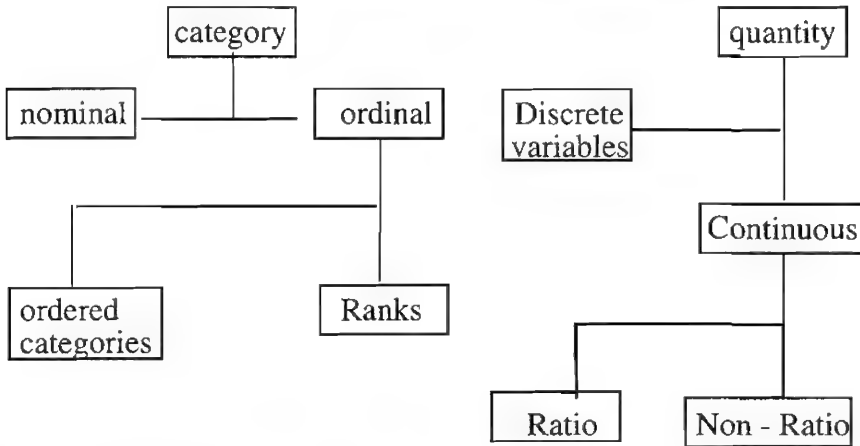 category
nominal
ordinal
ordered
categories
Ranks
quantity
Discrete
variables
Continuous
Ratio
Non - Ratio